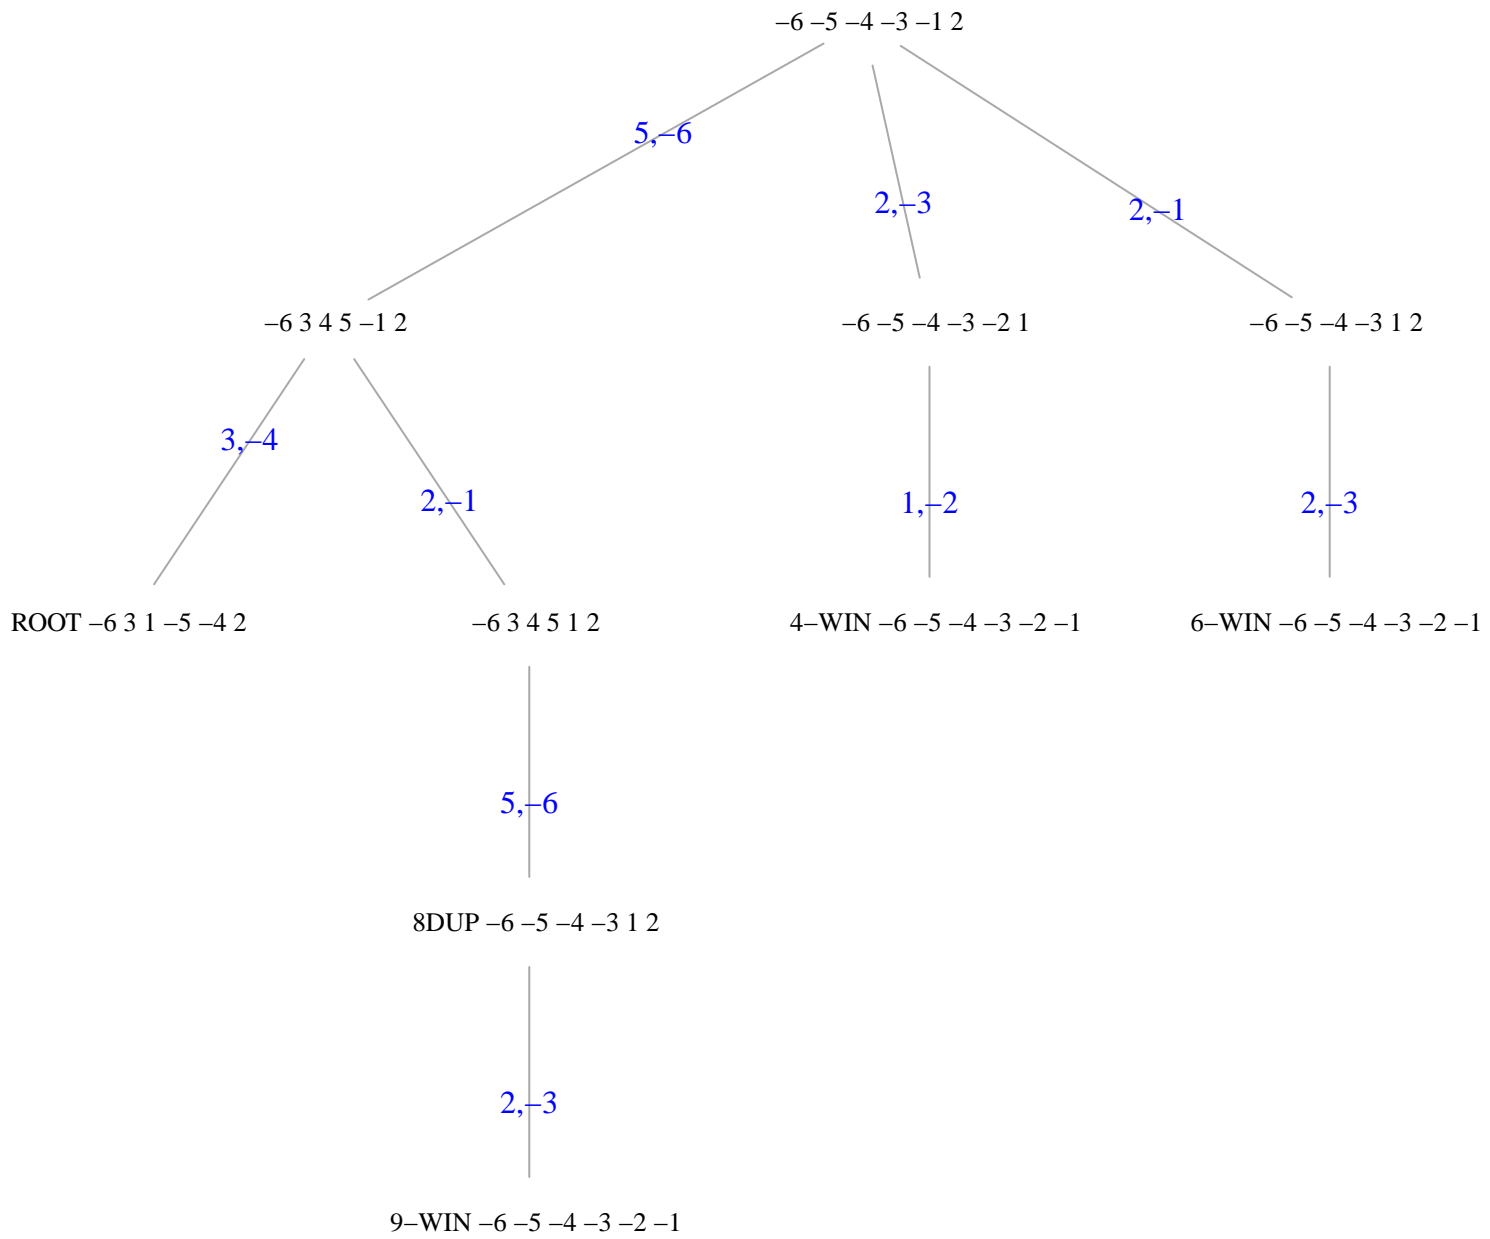 −6 −5 −4 −3 −1 2
5,−6
2,−3
2,−1
−6 3 4 5 −1 2
−6 −5 −4 −3 −2 1
−6 −5 −4 −3 1 2
3,−4
2,−1
1,−2
2,−3
ROOT −6 3 1 −5 −4 2
−6 3 4 5 1 2
4−WIN −6 −5 −4 −3 −2 −1
6−WIN −6 −5 −4 −3 −2 −1
5,−6
8DUP −6 −5 −4 −3 1 2
2,−3
9−WIN −6 −5 −4 −3 −2 −1